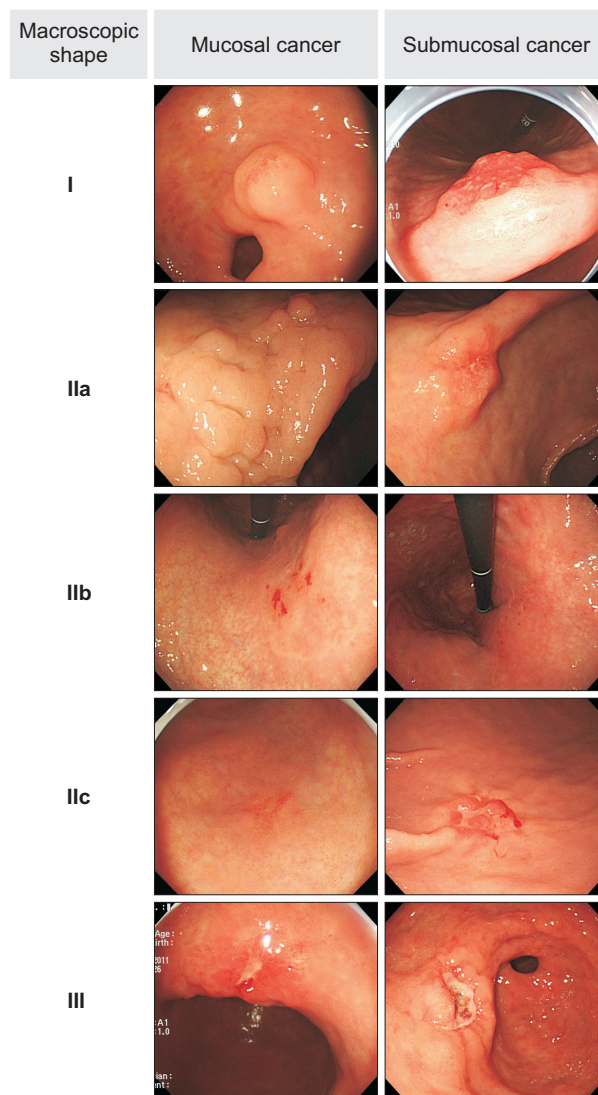 Macroscopic
shape
Mucosal cancer
Submucosal cancer
I
A1
1.0
IIa
IIb
IIc
III
Age:
irth:
2011
26
:A1
:1.0
ian:
ent: